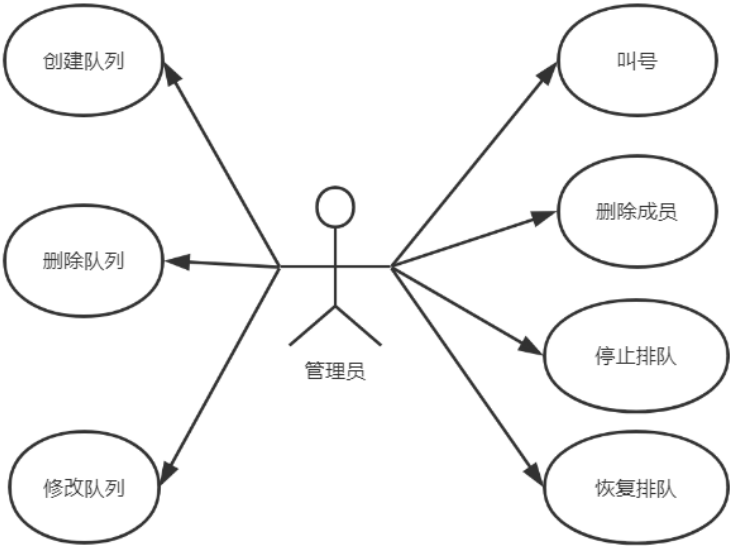 创建队列
叫号
删除成员
删除队列
停止排队
管理员
修改队列
恢复排队